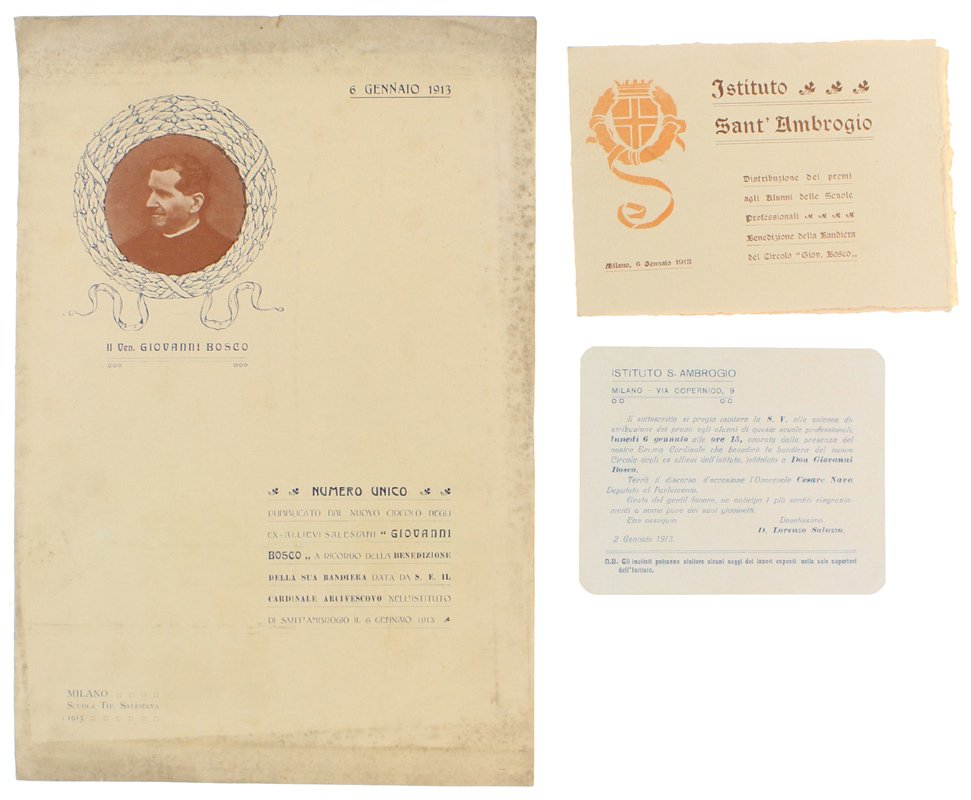 6 GENNAIO 1913
Il Ven. GIOVANNI BOSCO
NUMERO UNICO
PUBBLICATO DAL NUOVO CIRCOLO DEGLI
EX-ALLIEVI SALESIANI " GIOVANNI
BOSCO „ A RICORDO DELLA BENEDIZIONE
DELLA SUA BANDIERA DATA DA S. E. IL
CARDINALE ARCIVESCOVO NELL'ISTITUTO
DI SANT'AMBROGIO IL 6 GENNAIO 1913
MILANO
SCUOLA TIP. SALESIANA
1913
Istituto
Sant' Ambrogio
Distribuzione dei premi
agli Alunni delle Scuole
Professionali
Benedizione della Bandiera
del Circolo "Giov. Bosco„
Milano, 6 Gennaio 1913
ISTITUTO S. AMBROGIO
MILANO - VIA COPERNICO, 9
Il sottoscritto si pregia invitare la S. V. alla solenne di-
stribuzione dei premi agli alunni di queste scuole professionali,
lunedì 6 gennaio alle ore 15, onorata dalla presenza del
nostro Em.mo Cardinale che benedirà la bandiera del nuovo
Circolo degli ex allievi dell'Istituto, intitolato a Don Giovanni
Bosco.
Terrà il discorso d'occasione l'Onorevole Cesare Nava
Deputato al Parlamento.
Grato del gentil favore, ne anticipa i più sentiti ringrazia-
menti a nome pure dei suoi giovinetti.
Con ossequio Devotissimo
D. Lorenzo Saluzzo.
2 Gennaio 1913.
N.B. Gli invitati potranno visitare alcuni saggi dei lavori esposti nelle sale superiori
dell'Istituto.